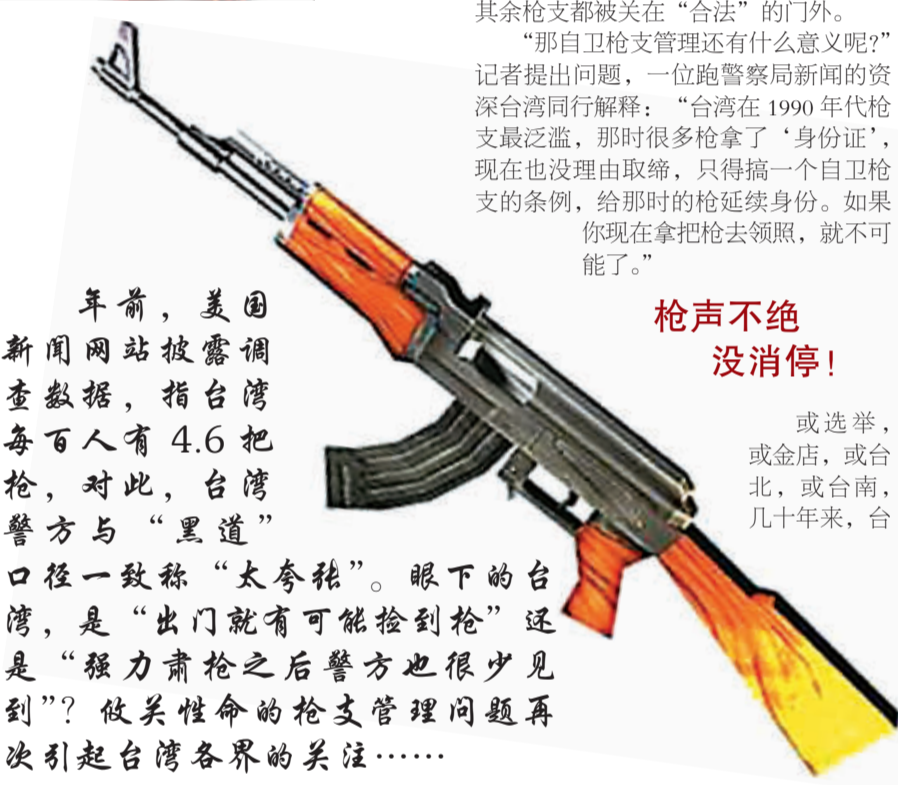 其余枪支都被关在“合法”的门外。
“那自卫枪支管理还有什么意义呢?”
记者提出问题，一位跑警察局新闻的资
深台湾同行解释：“台湾在 1990 年代枪
支最泛滥，那时很多枪拿了‘身份证’，
现在也没理由取缔，只得搞一个自卫枪
支的条例，给那时的枪延续身份。如果
你现在拿把枪去领照，就不可
能了。”
年前，美国
新闻网站披露调
查数据，指台湾
每百人有 4.6 把
枪，对此，台湾
警方与“黑道”
口径一致称“太夸张”。眼下的台
湾，是“出门就有可能捡到枪”还
是“强力肃枪之后警方也很少见
到”？攸关性命的枪支管理问题再
次引起台湾各界的关注……
枪声不绝
没消停！
或选举，
或金店，或台
北，或台南，
几十年来，台